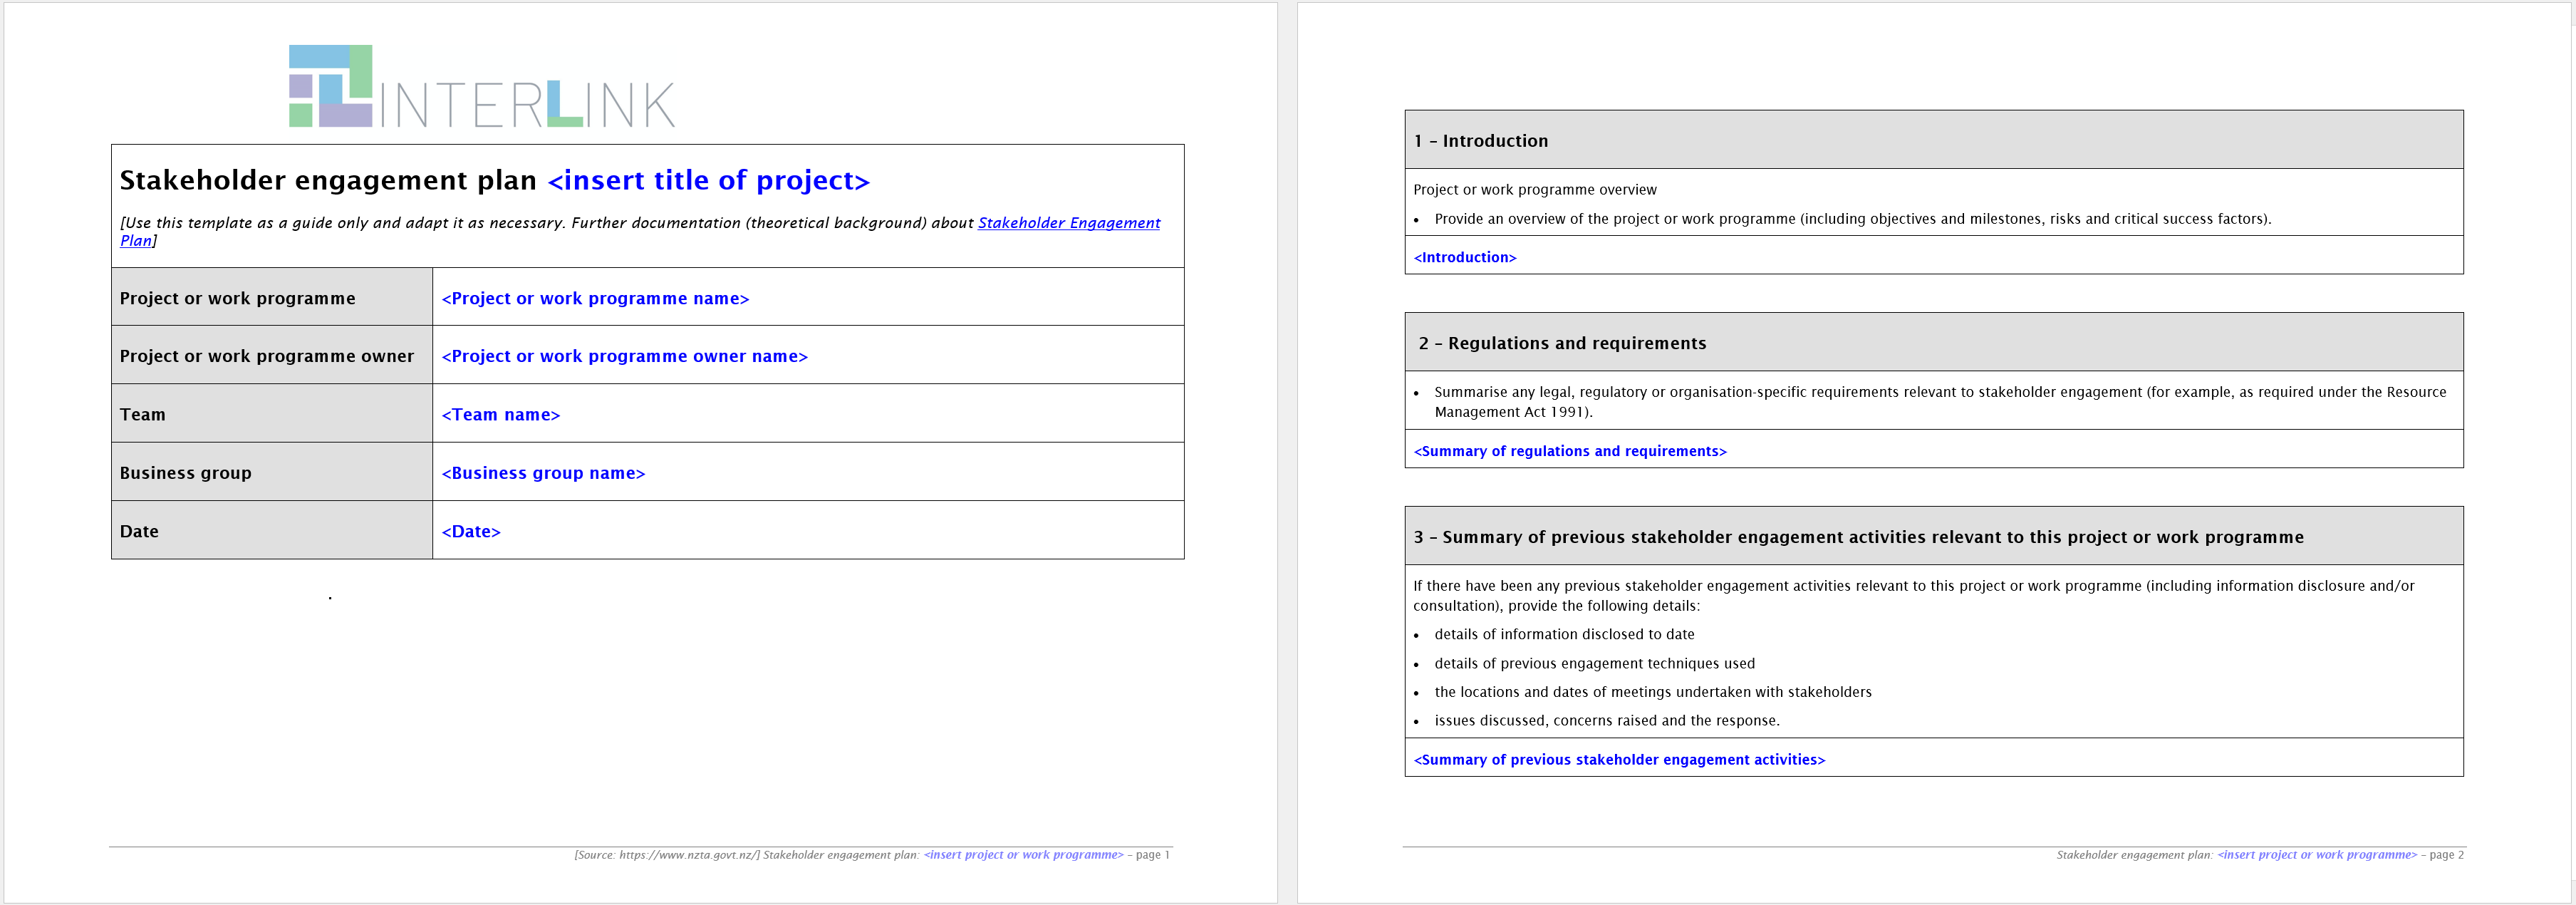 INTERLINK
Stakeholder engagement plan <insert title of project>
[Use this template as a guide only and adapt it as necessary. Further documentation (theoretical background) about Stakeholder Engagement
Plan]
Project or work programme
<Project or work programme name>
Project or work programme owner
<Project or work programme owner name>
Team
<Team name>
Business group
<Business group name>
Date
<Date>
.
[Source: https://www.nzta.govt.nz/] Stakeholder engagement plan: <insert project or work programme> – page 1
1 – Introduction
Project or work programme overview
• Provide an overview of the project or work programme (including objectives and milestones, risks and critical success factors).
<Introduction>
2 – Regulations and requirements
• Summarise any legal, regulatory or organisation-specific requirements relevant to stakeholder engagement (for example, as required under the Resource
Management Act 1991).
<Summary of regulations and requirements>
3 – Summary of previous stakeholder engagement activities relevant to this project or work programme
If there have been any previous stakeholder engagement activities relevant to this project or work programme (including information disclosure and/or
consultation), provide the following details:
• details of information disclosed to date
• details of previous engagement techniques used
• the locations and dates of meetings undertaken with stakeholders
• issues discussed, concerns raised and the response.
<Summary of previous stakeholder engagement activities>
Stakeholder engagement plan: <insert project or work programme> – page 2